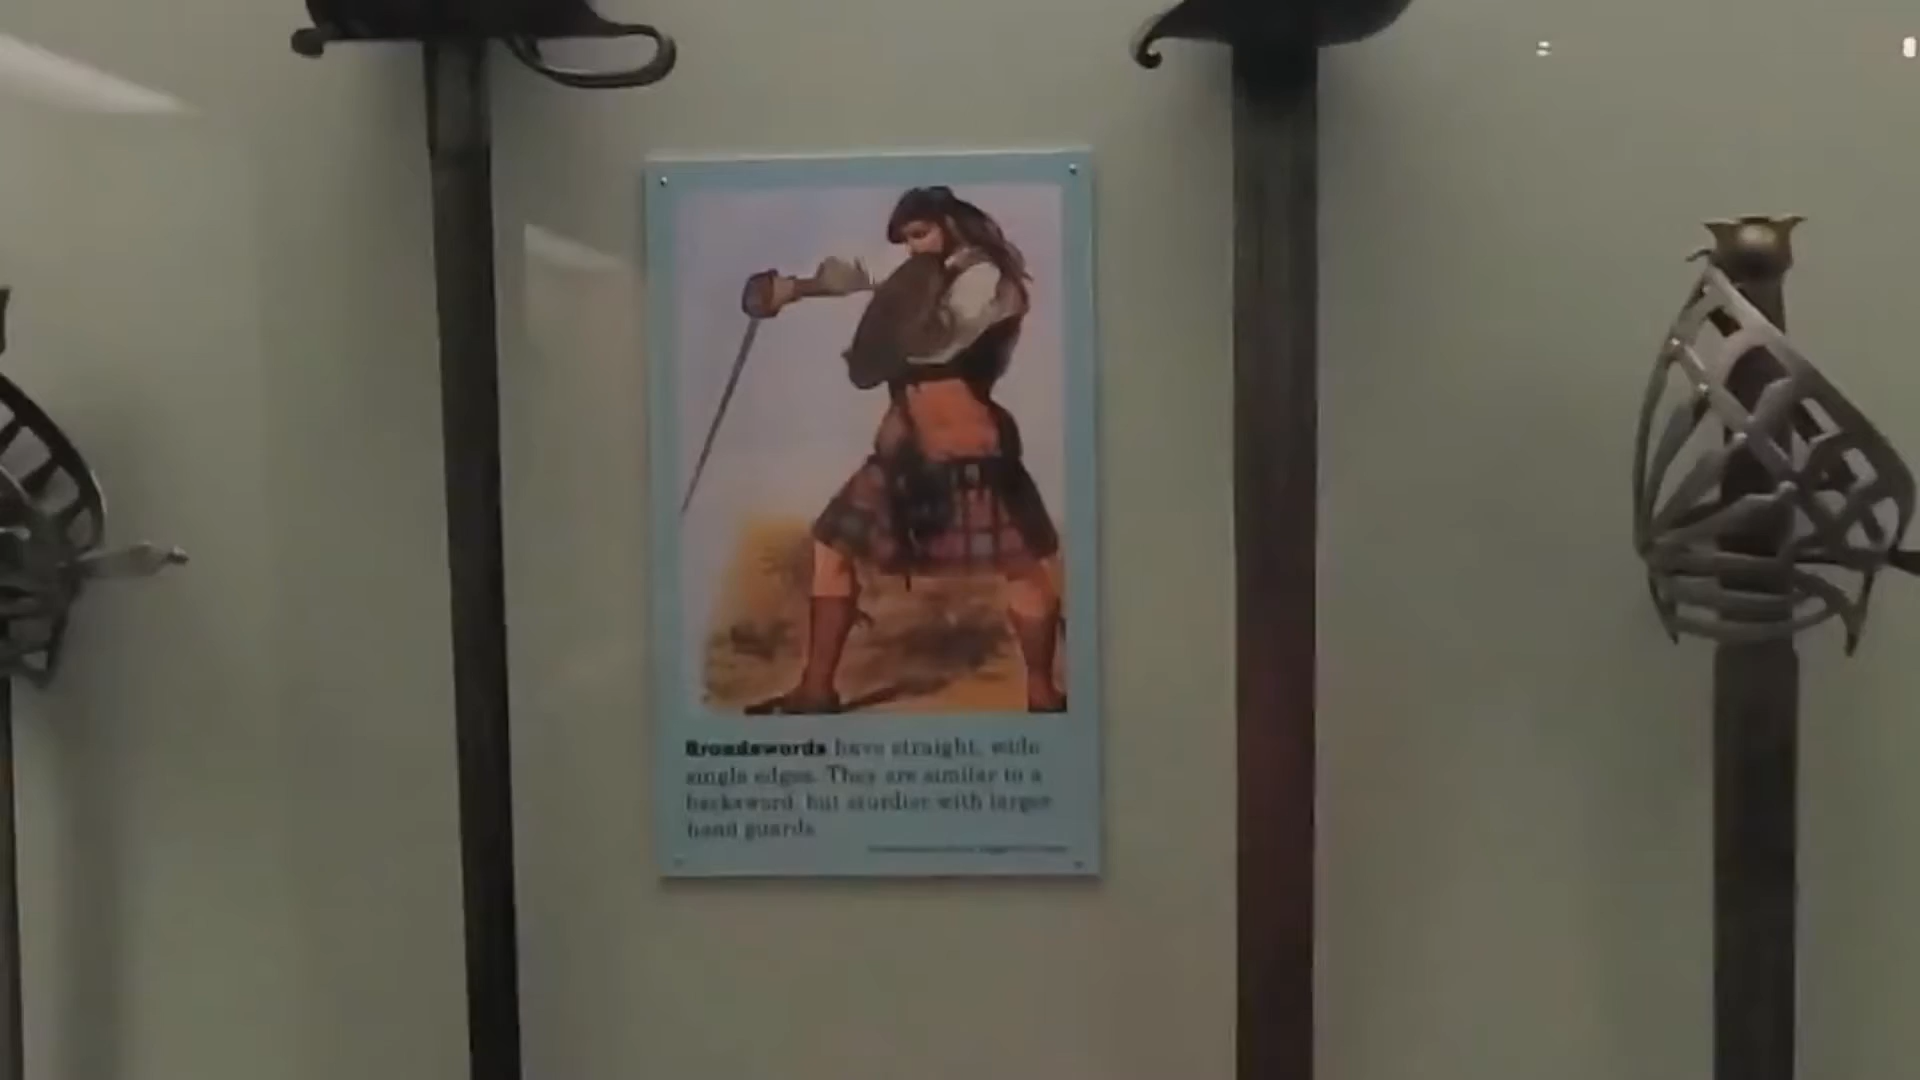 Broadswords have straight, wide
single edges. They are similar to a
backsword, but sturdier with larger
hand guards.